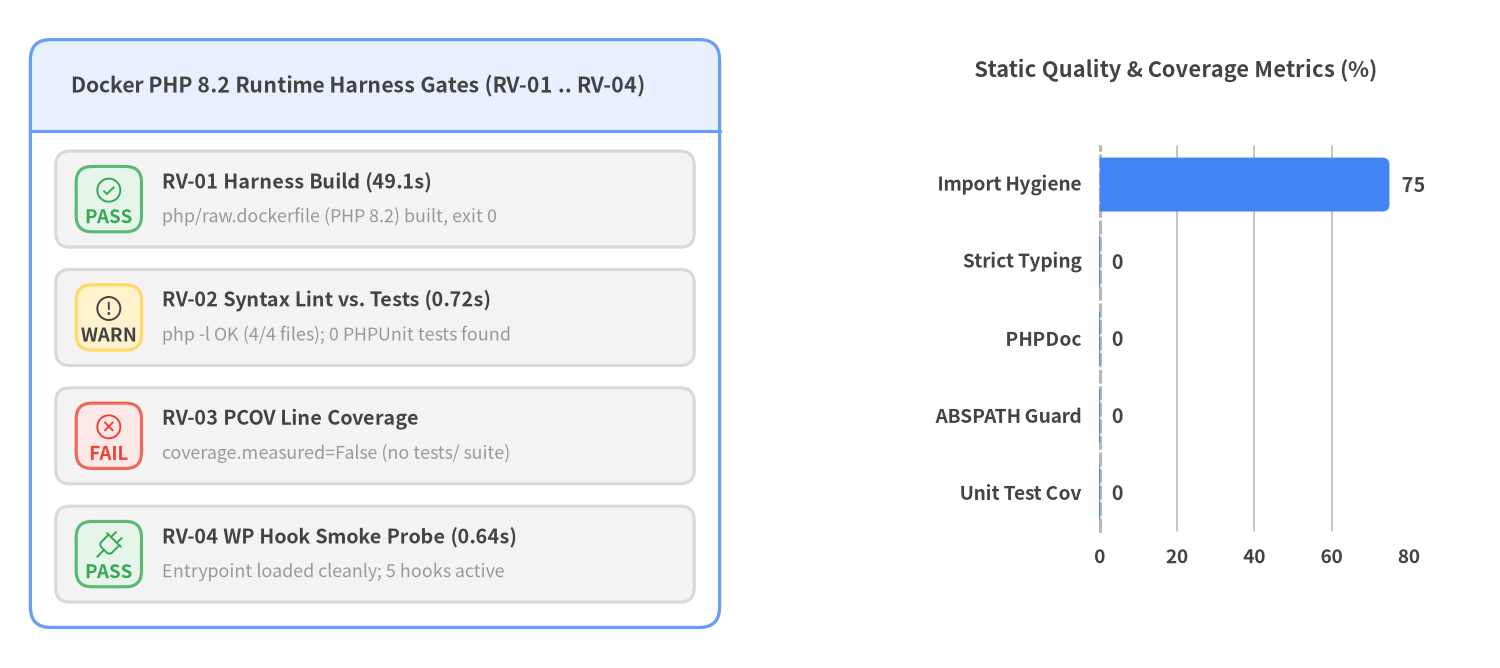 Docker PHP 8.2 Runtime Harness Gates (RV-01 .. RV-04)
PASS
RV-01 Harness Build (49.1s)
php/raw.dockerfile (PHP 8.2) built, exit 0
WARN
RV-02 Syntax Lint vs. Tests (0.72s)
php -l OK (4/4 files); 0 PHPUnit tests found
FAIL
RV-03 PCOV Line Coverage
coverage.measured=False (no tests/ suite)
PASS
RV-04 WP Hook Smoke Probe (0.64s)
Entrypoint loaded cleanly; 5 hooks active
Static Quality & Coverage Metrics (%)
Import Hygiene 75
Strict Typing 0
PHPDoc 0
ABSPATH Guard 0
Unit Test Cov 0
0 20 40 60 80